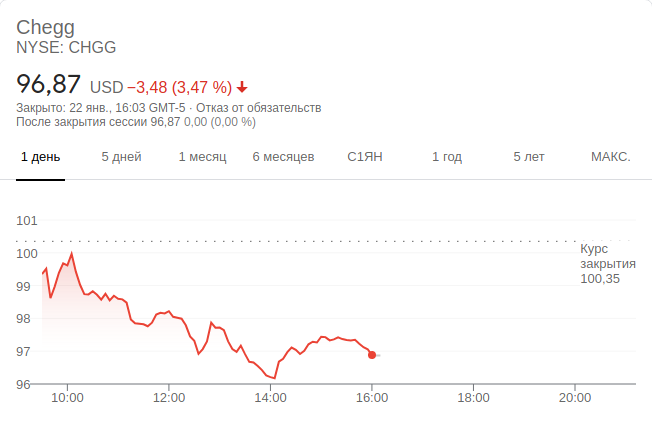 Chegg
NYSE: CHGG
96,87 USD −3,48 (3,47 %)
Закрыто: 22 янв., 16:03 GMT-5 · Отказ от обязательств
После закрытия сессии 96,87 0,00 (0,00 %)
1 день 5 дней 1 месяц 6 месяцев С1ЯН 1 год 5 лет МАКС.
101
100
99
98
97
96
Курс
закрытия
100,35
10:00 12:00 14:00 16:00 18:00 20:00